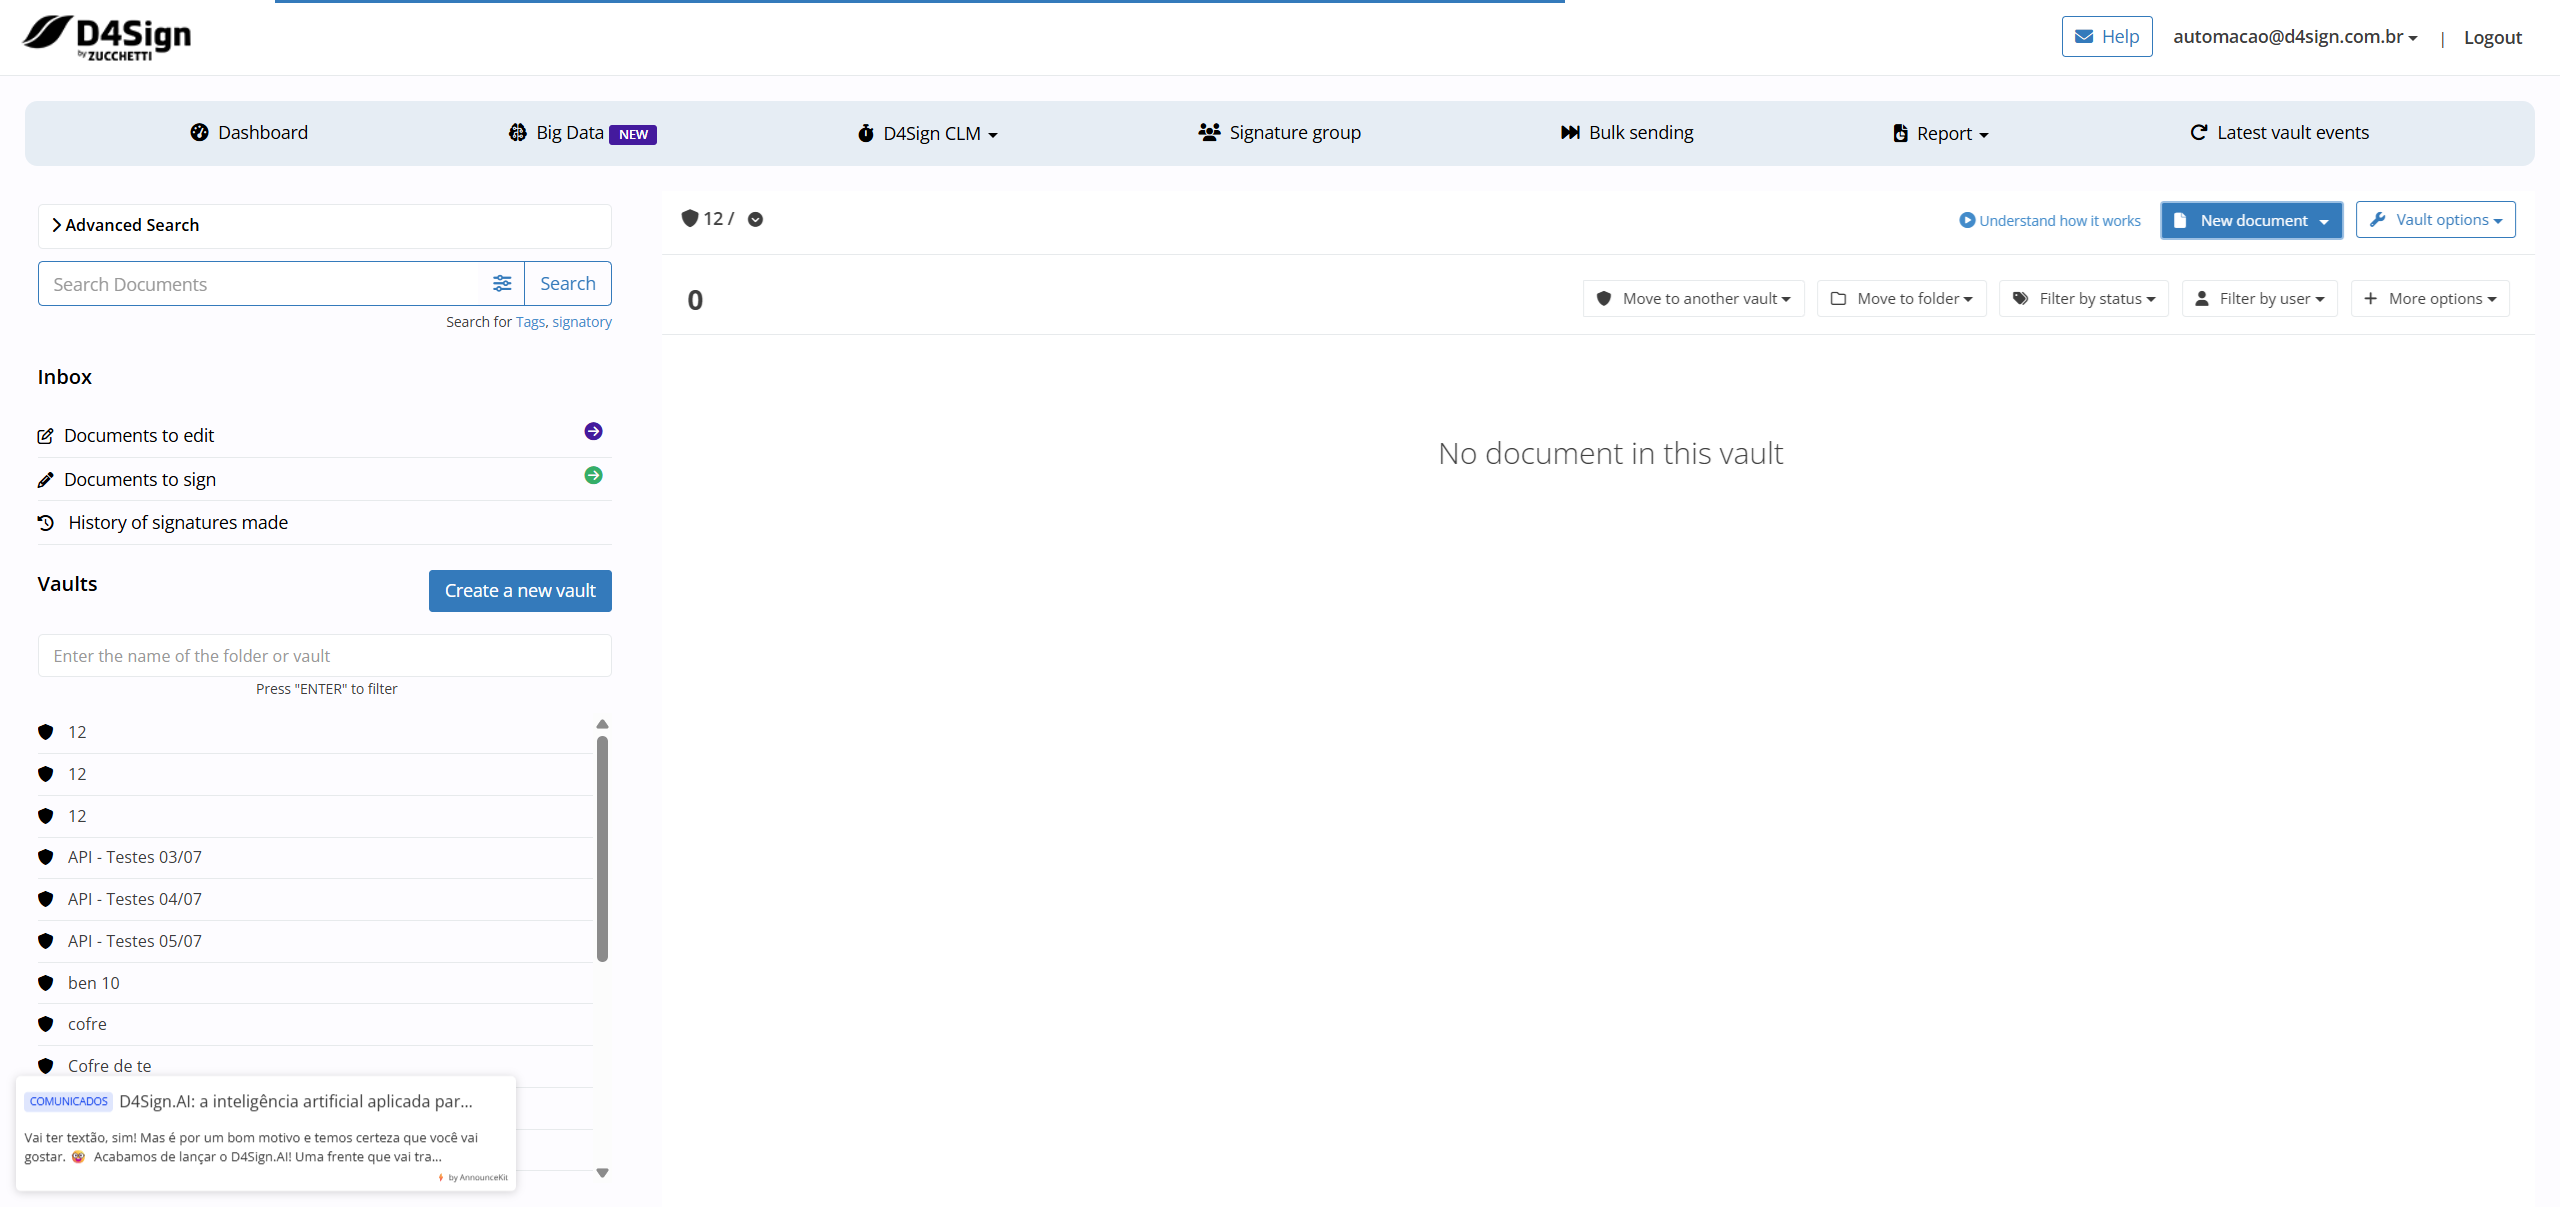 D4Sign
by ZUCCHETTI
Help
automacao@d4sign.com.br
|
Logout
Dashboard
Big Data NEW
D4Sign CLM
Signature group
Bulk sending
Report
Latest vault events
Advanced Search
Search Documents
Search
Search for Tags, signatory
Inbox
Documents to edit
Documents to sign
History of signatures made
Vaults
Create a new vault
Enter the name of the folder or vault
Press "ENTER" to filter
12
12
12
API - Testes 03/07
API - Testes 04/07
API - Testes 05/07
ben 10
cofre
Cofre de te
COMUNICADOS D4Sign.AI: a inteligência artificial aplicada par...
Vai ter textão, sim! Mas é por um bom motivo e temos certeza que você vai
gostar. 🤪 Acabamos de lançar o D4Sign.AI! Uma frente que vai tra...
by AnnounceKit
12 /
Understand how it works
New document
Vault options
0
Move to another vault
Move to folder
Filter by status
Filter by user
More options
No document in this vault